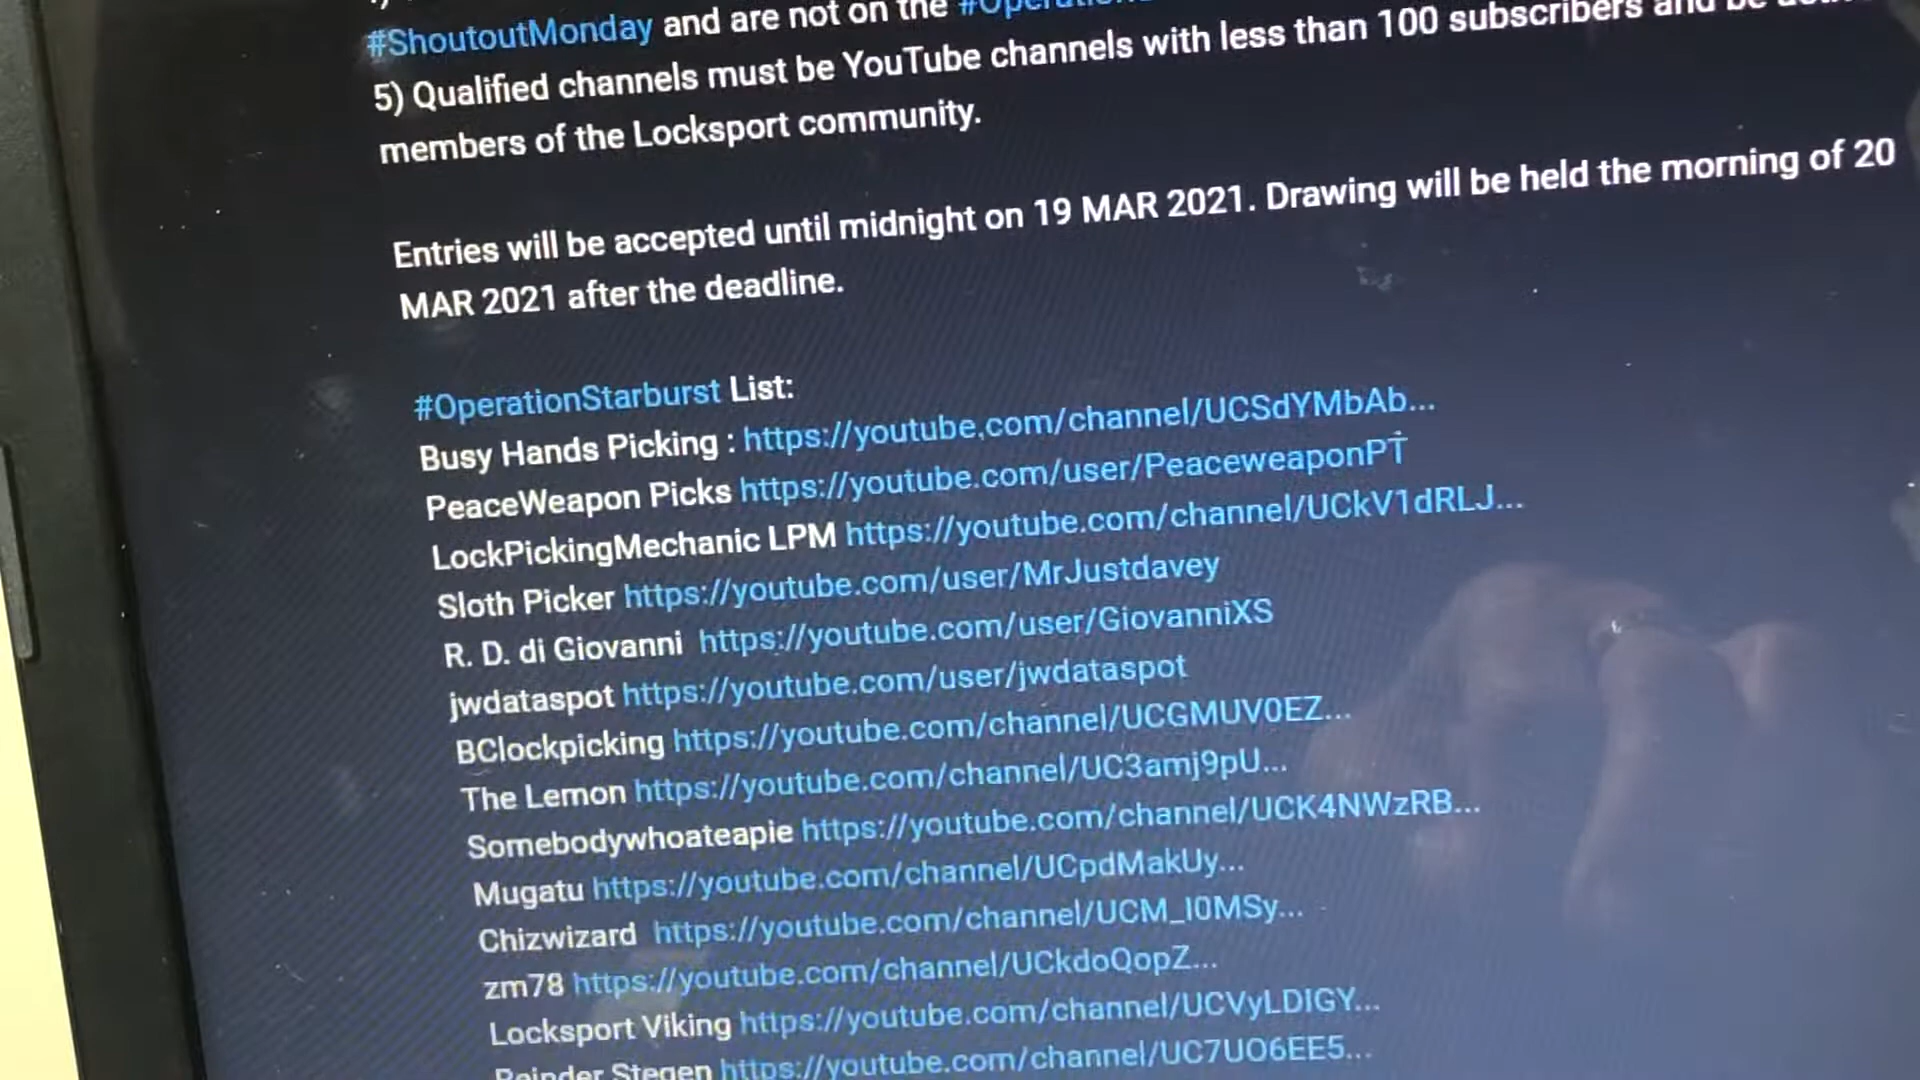 #ShoutoutMonday and are not on the
5) Qualified channels must be YouTube channels with less than 100 subscribers and be
members of the Locksport community.
Entries will be accepted until midnight on 19 MAR 2021. Drawing will be held the morning of 20
MAR 2021 after the deadline.
#OperationStarburst List:
Busy Hands Picking : https://youtube.com/channel/UCSdYMbAb...
PeaceWeapon Picks https://youtube.com/user/PeaceweaponPT
LockPickingMechanic LPM https://youtube.com/channel/UCkV1dRLJ...
Sloth Picker https://youtube.com/user/MrJustdavey
R. D. di Giovanni https://youtube.com/user/GiovanniXS
jwdataspot https://youtube.com/user/jwdataspot
BClockpicking https://youtube.com/channel/UCGMUV0EZ...
The Lemon https://youtube.com/channel/UC3amj9pU...
Somebodywhoateapie https://youtube.com/channel/UCK4NWzRB...
Mugatu https://youtube.com/channel/UCpdMakUy...
Chizwizard https://youtube.com/channel/UCM_I0MSy...
zm78 https://youtube.com/channel/UCkdoQopZ...
Locksport Viking https://youtube.com/channel/UCVyLDIGY...
Reinder Stegen https://youtube.com/channel/UC7UO6EE5...